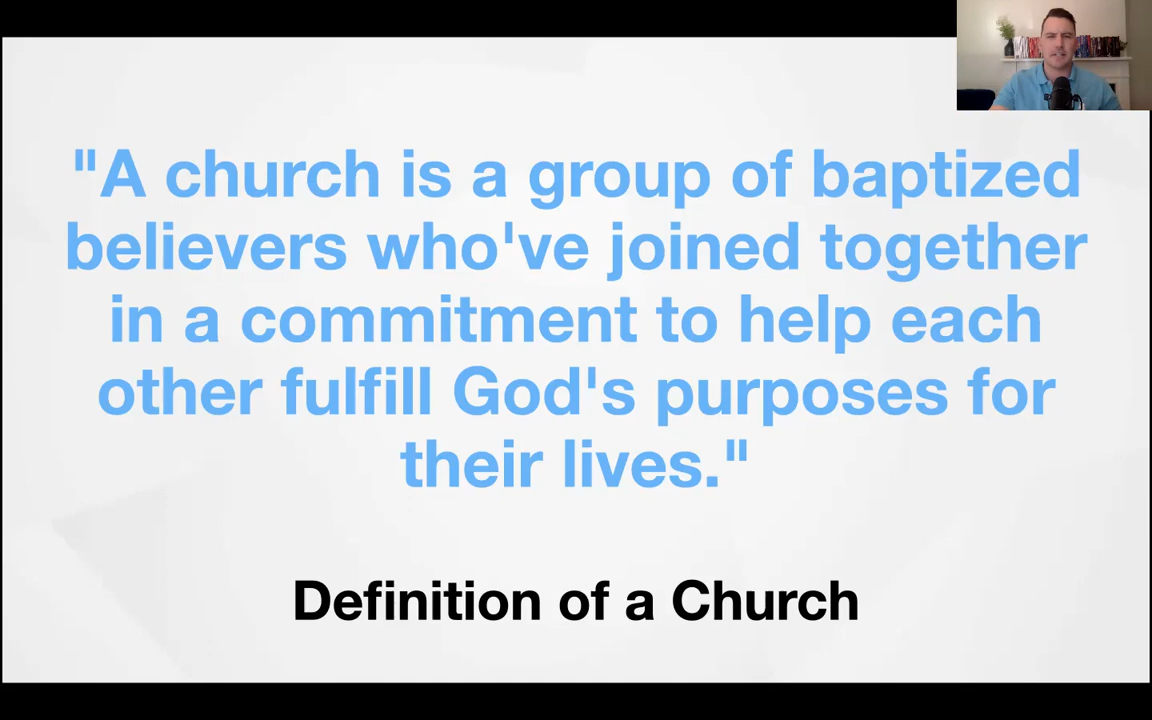 "A church is a group of baptized
believers who've joined together
in a commitment to help each
other fulfill God's purposes for
their lives."
Definition of a Church